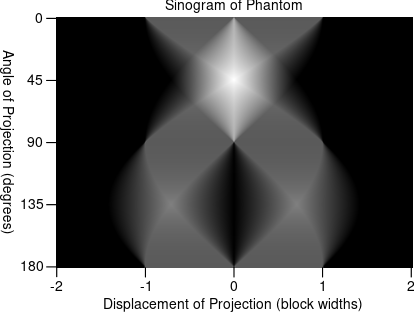 Sinogram of Phantom
Angle of Projection (degrees)
0
45
90
135
180
-2 -1 0 1 2
Displacement of Projection (block widths)